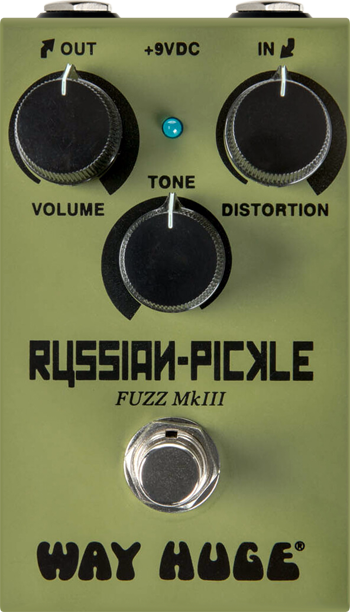 OUT +9VDC IN
TONE
VOLUME DISTORTION
RUSSIAN-PICKLE
FUZZ MkIII
WAY HUGE®